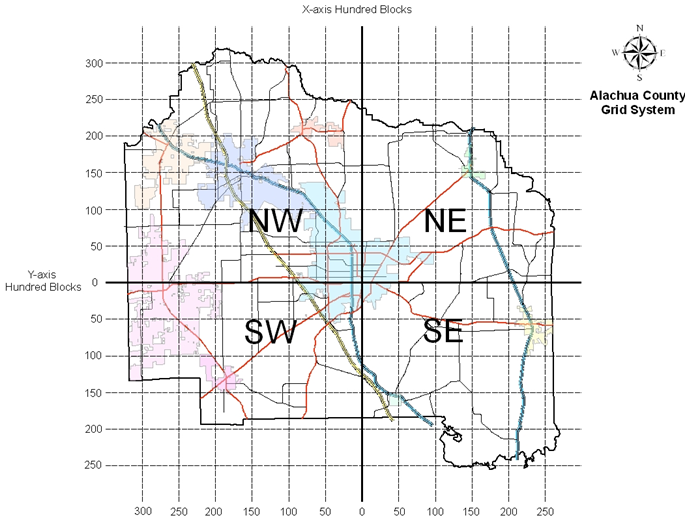 X-axis Hundred Blocks
N
W E
S
Alachua County
Grid System
300
250
200
150
100
50
0
50
100
150
200
250
Y-axis
Hundred Blocks
NW NE
SW SE
300 250 200 150 100 50 0 50 100 150 200 250